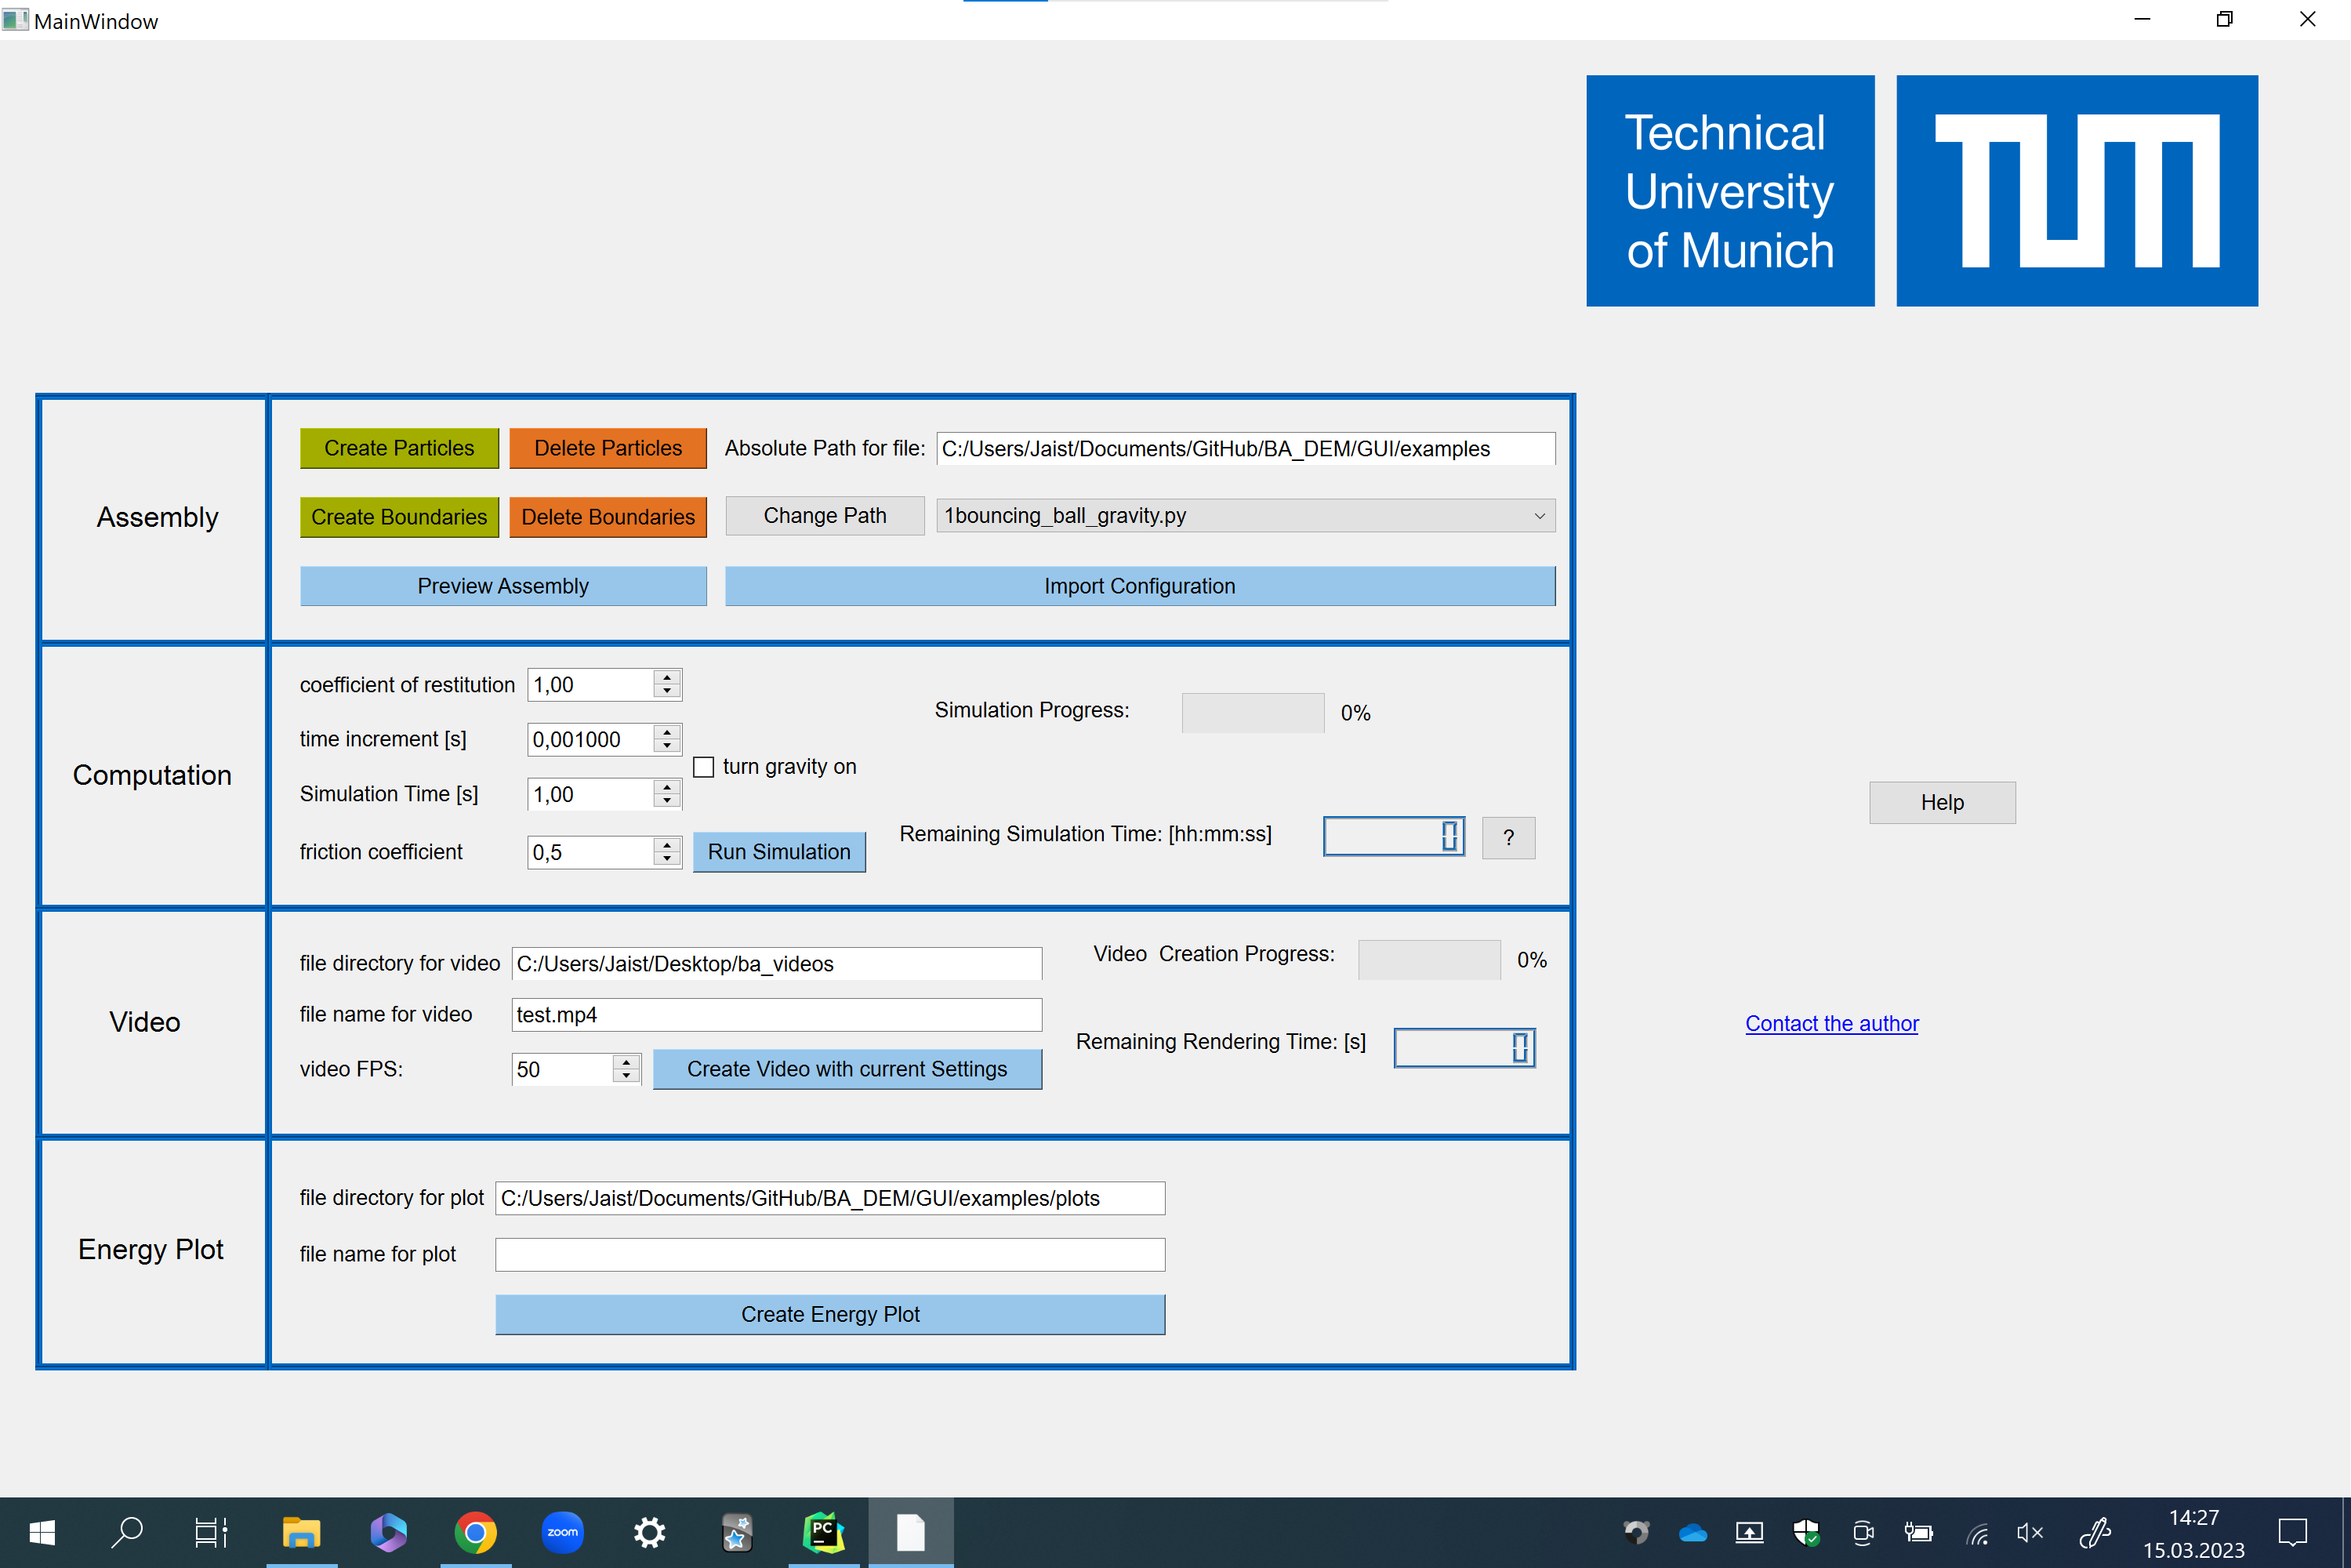 MainWindow
Technical
University
of Munich
TUM
Assembly
Create Particles
Delete Particles
Absolute Path for file:
C:/Users/Jaist/Documents/GitHub/BA_DEM/GUI/examples
Create Boundaries
Delete Boundaries
Change Path
1bouncing_ball_gravity.py
Preview Assembly
Import Configuration
Computation
coefficient of restitution
1,00
time increment [s]
0,001000
turn gravity on
Simulation Time [s]
1,00
friction coefficient
0,5
Run Simulation
Simulation Progress:
0%
Remaining Simulation Time: [hh:mm:ss]
0
?
Help
Video
file directory for video
C:/Users/Jaist/Desktop/ba_videos
file name for video
test.mp4
video FPS:
50
Create Video with current Settings
Video  Creation Progress:
0%
Remaining Rendering Time: [s]
0
Contact the author
Energy Plot
file directory for plot
C:/Users/Jaist/Documents/GitHub/BA_DEM/GUI/examples/plots
file name for plot
Create Energy Plot
zoom
PC
14:27
15.03.2023